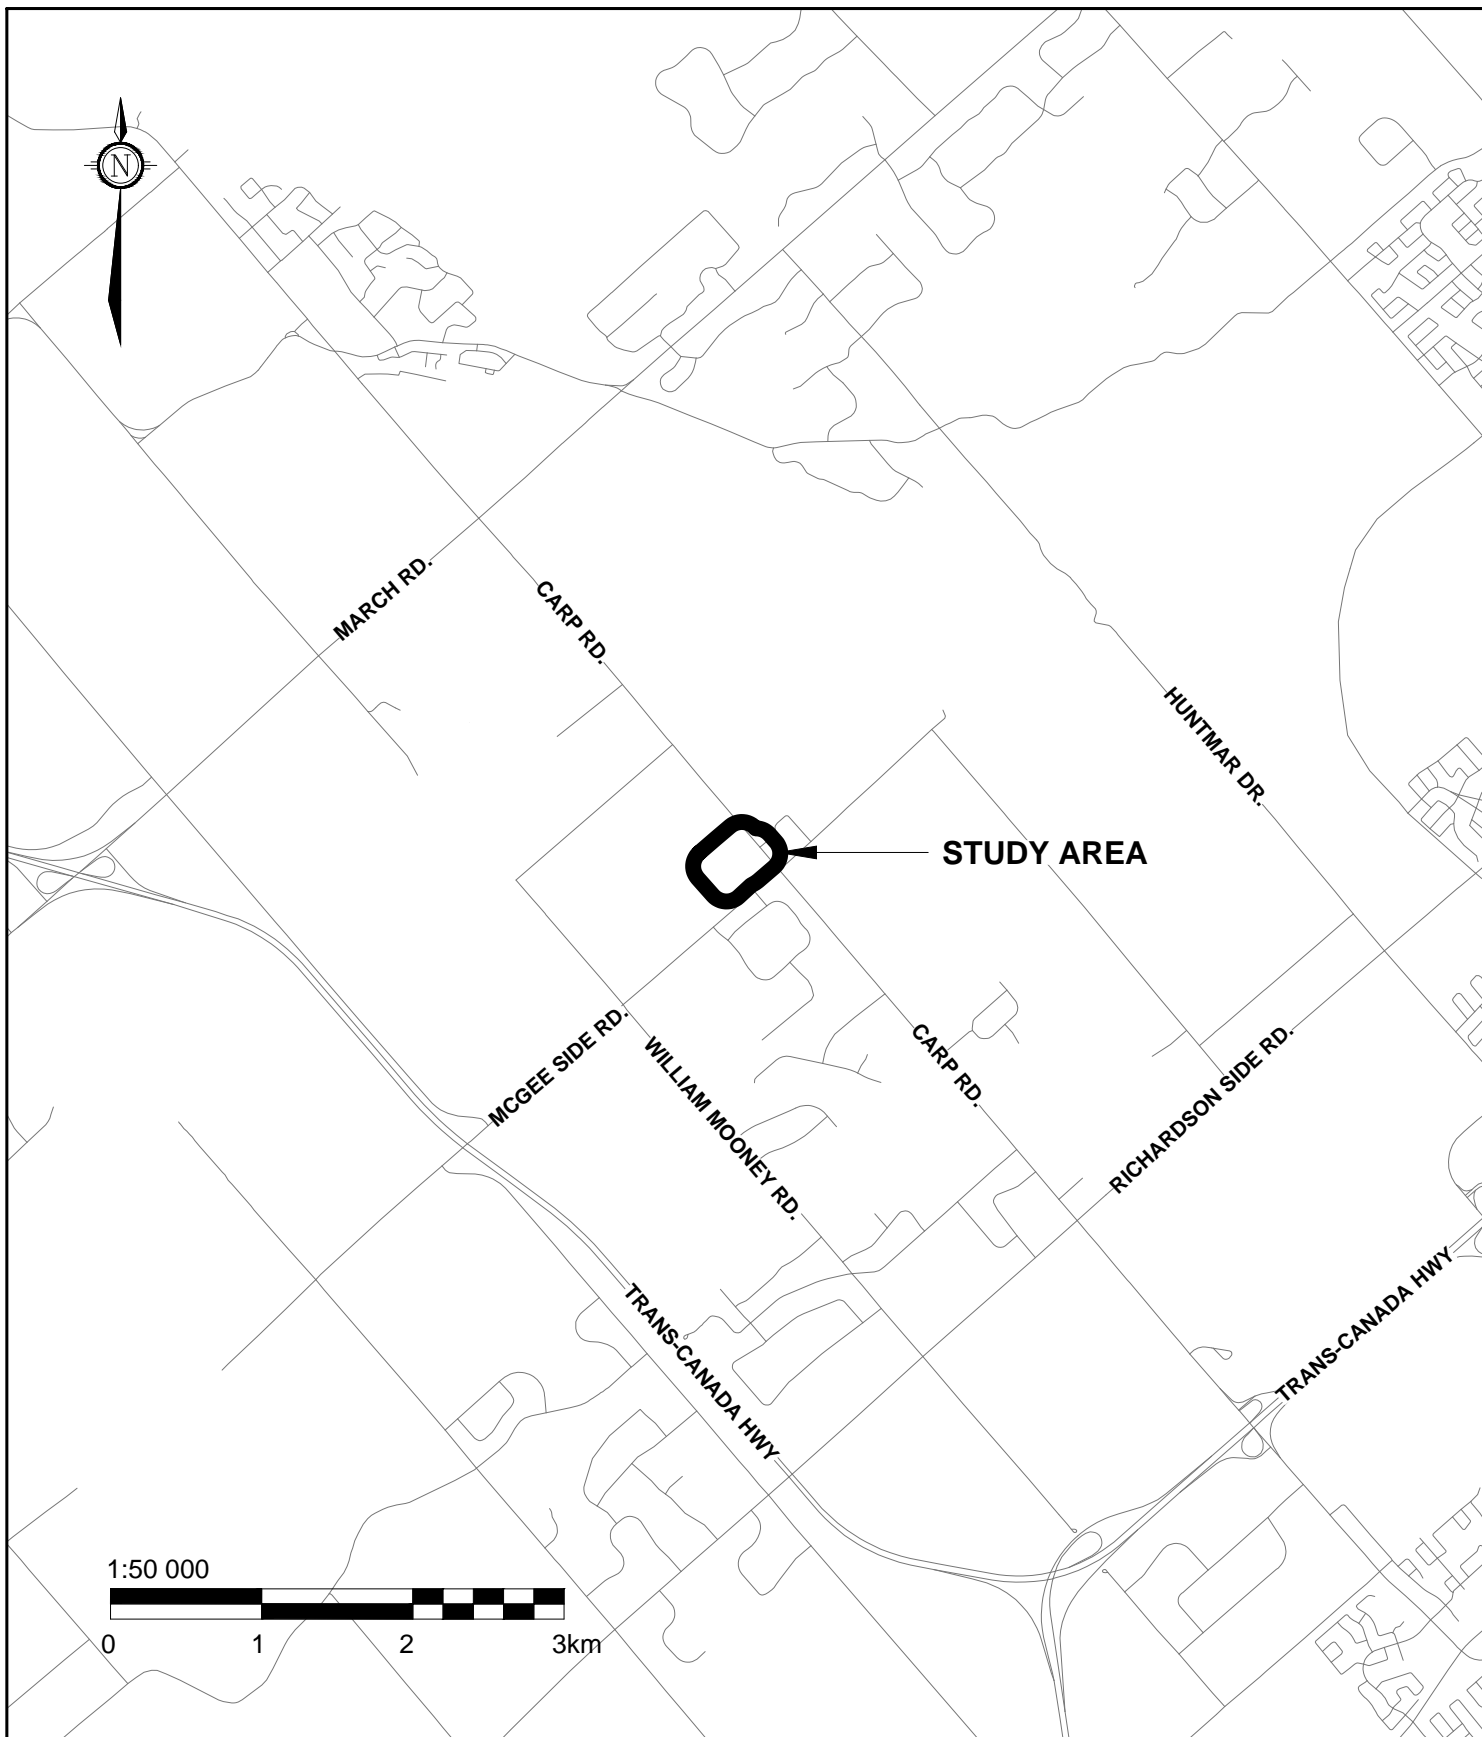 N
MARCH RD.
CARP RD.
HUNTMAR DR.
STUDY AREA
MCGEE SIDE RD.
WILLIAM MOONEY RD.
CARP RD.
RICHARDSON SIDE RD.
TRANS-CANADA HWY
TRANS-CANADA HWY
1:50 000
0 1 2 3km